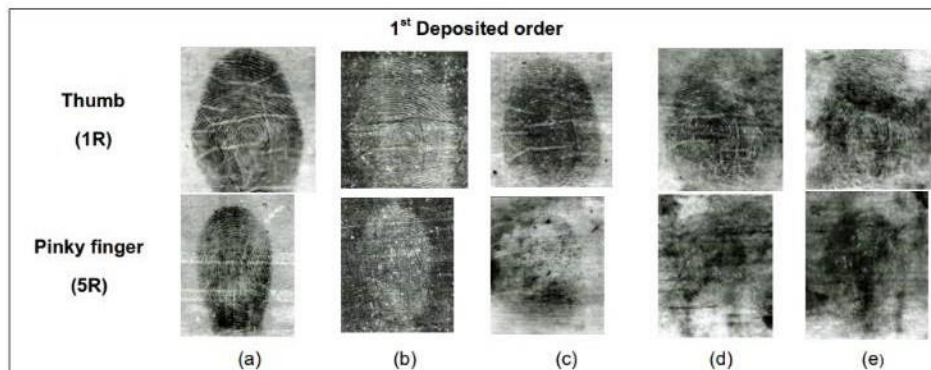 1st Deposited order
Thumb
(1R)
Pinky finger
(5R)
(a)
(b)
(c)
(d)
(e)